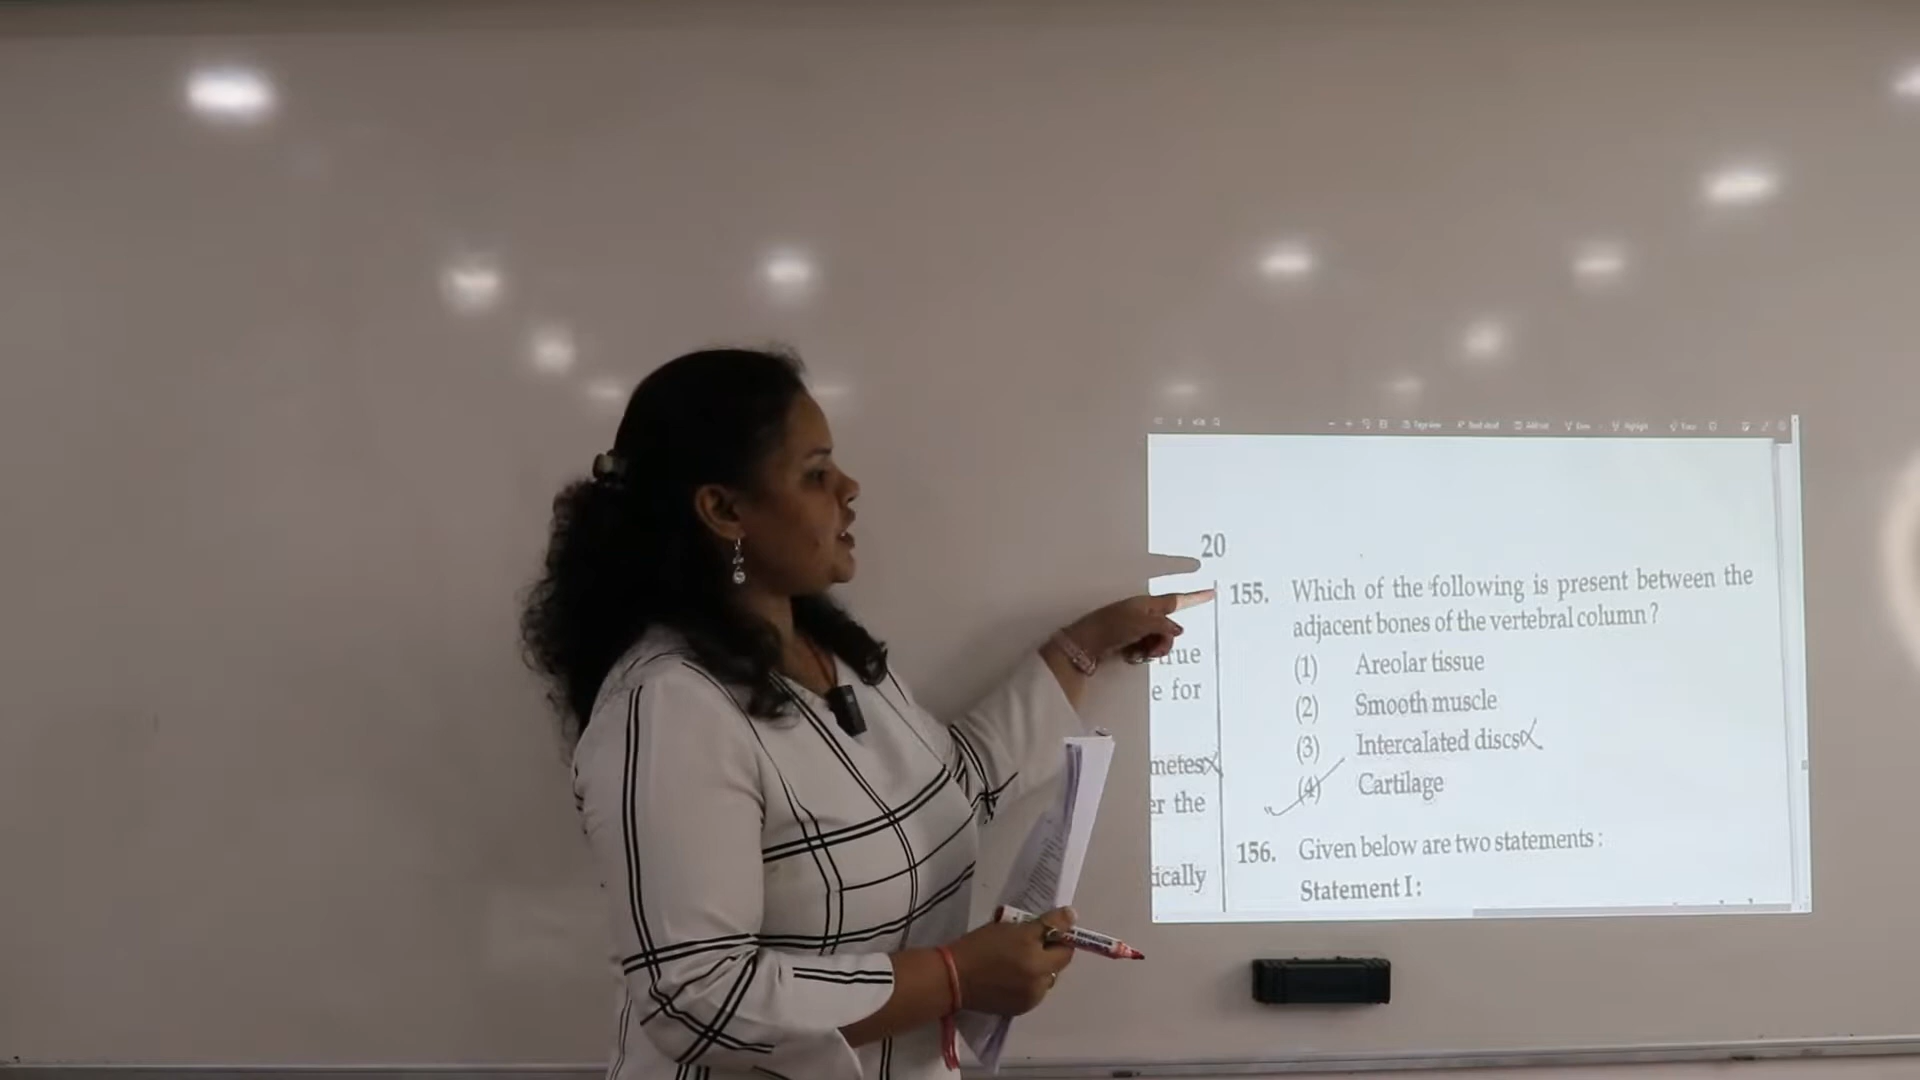 20
155. Which of the following is present between the
adjacent bones of the vertebral column ?
(1) Areolar tissue
(2) Smooth muscle
(3) Intercalated discs
(4) Cartilage
156. Given below are two statements :
Statement I :
e for
metes
er the
ically